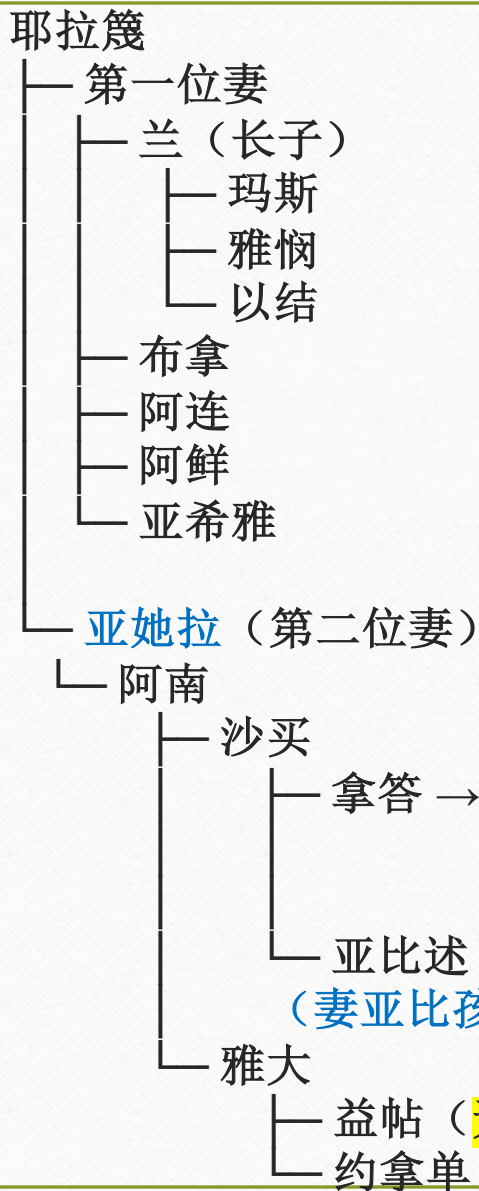 耶拉篾
第一位妻
兰（长子）
玛斯
雅悯
以结
布拿
阿连
阿鲜
亚希雅
亚她拉（第二位妻）
阿南
沙买
拿答 →
亚比述
（妻亚比孩
雅大
益帖（
约拿单